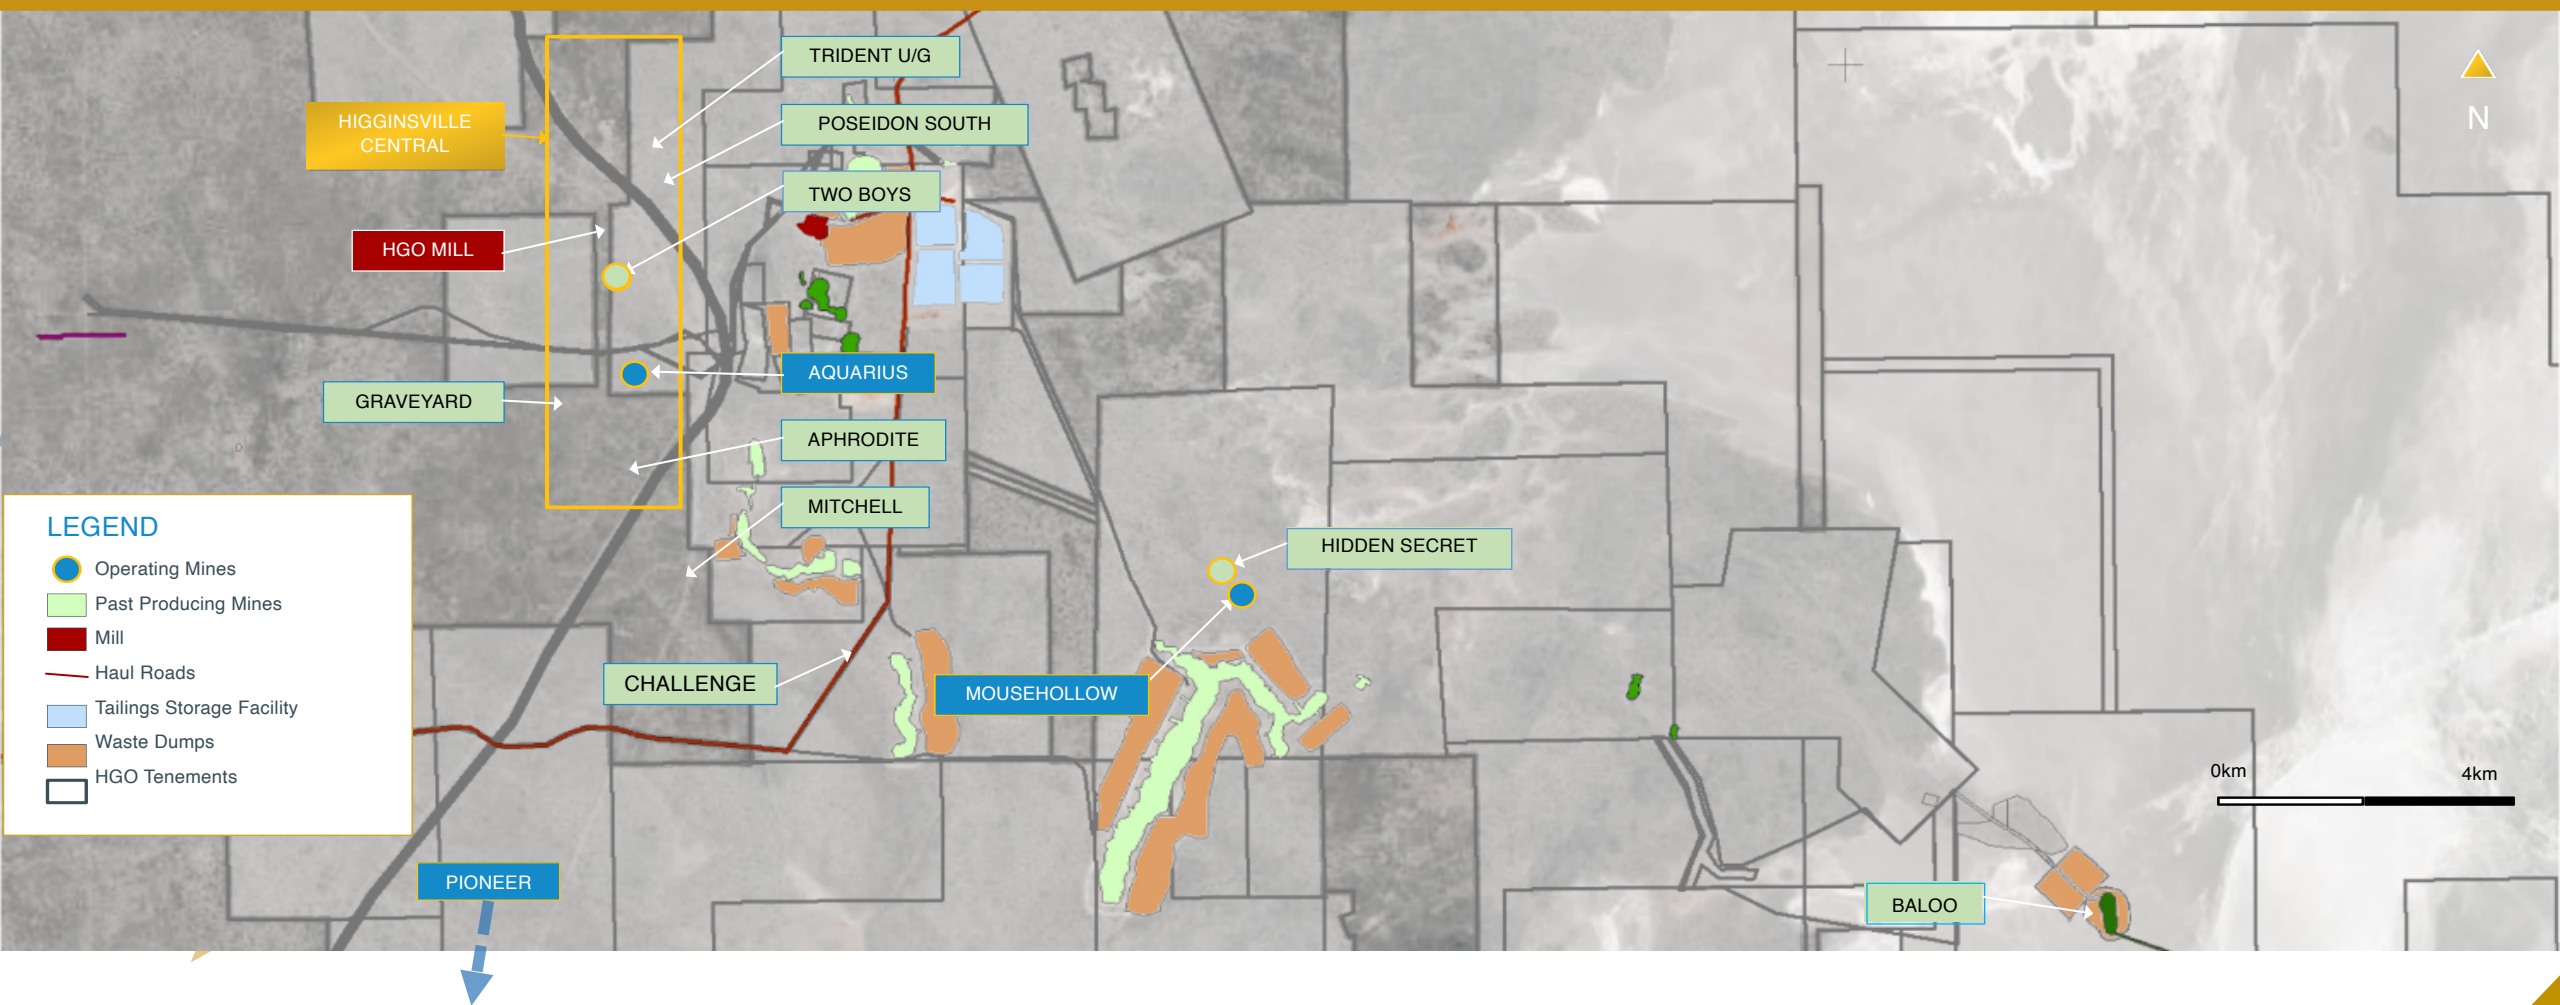 TRIDENT U/G
HIGGINSVILLE
CENTRAL
POSEIDON SOUTH
N
TWO BOYS
HGO MILL
AQUARIUS
GRAVEYARD
APHRODITE
MITCHELL
HIDDEN SECRET
LEGEND
Operating Mines
Past Producing Mines
Mill
Haul Roads
Tailings Storage Facility
Waste Dumps
HGO Tenements
CHALLENGE
MOUSEHOLLOW
0km
4km
PIONEER
BALOO